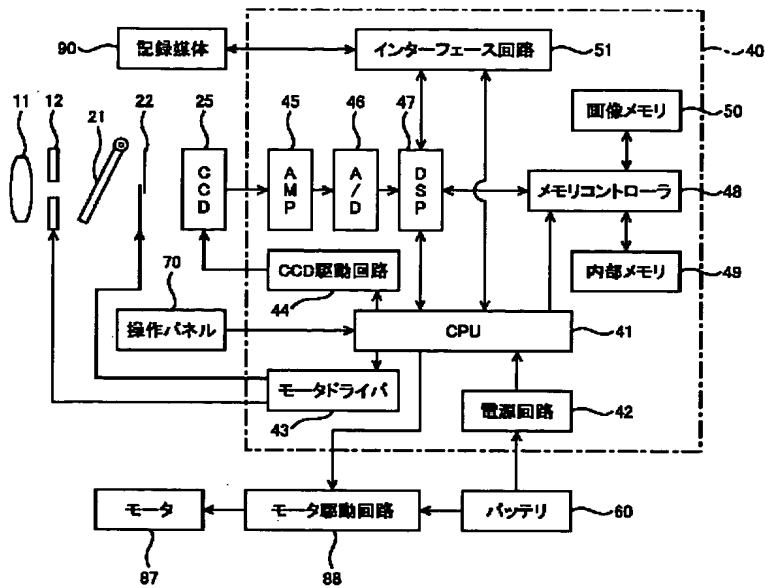 90
記録媒体
インターフェース回路
51
40
11
12
21
22
25
45
46
47
画像メモリ
50
CCD
AMP
A/D
DSP
メモリコントローラ
48
70
CCD駆動回路
44
内部メモリ
49
操作パネル
CPU
41
モータドライバ
43
電源回路
42
モータ
87
モータ駆動回路
88
バッテリ
60